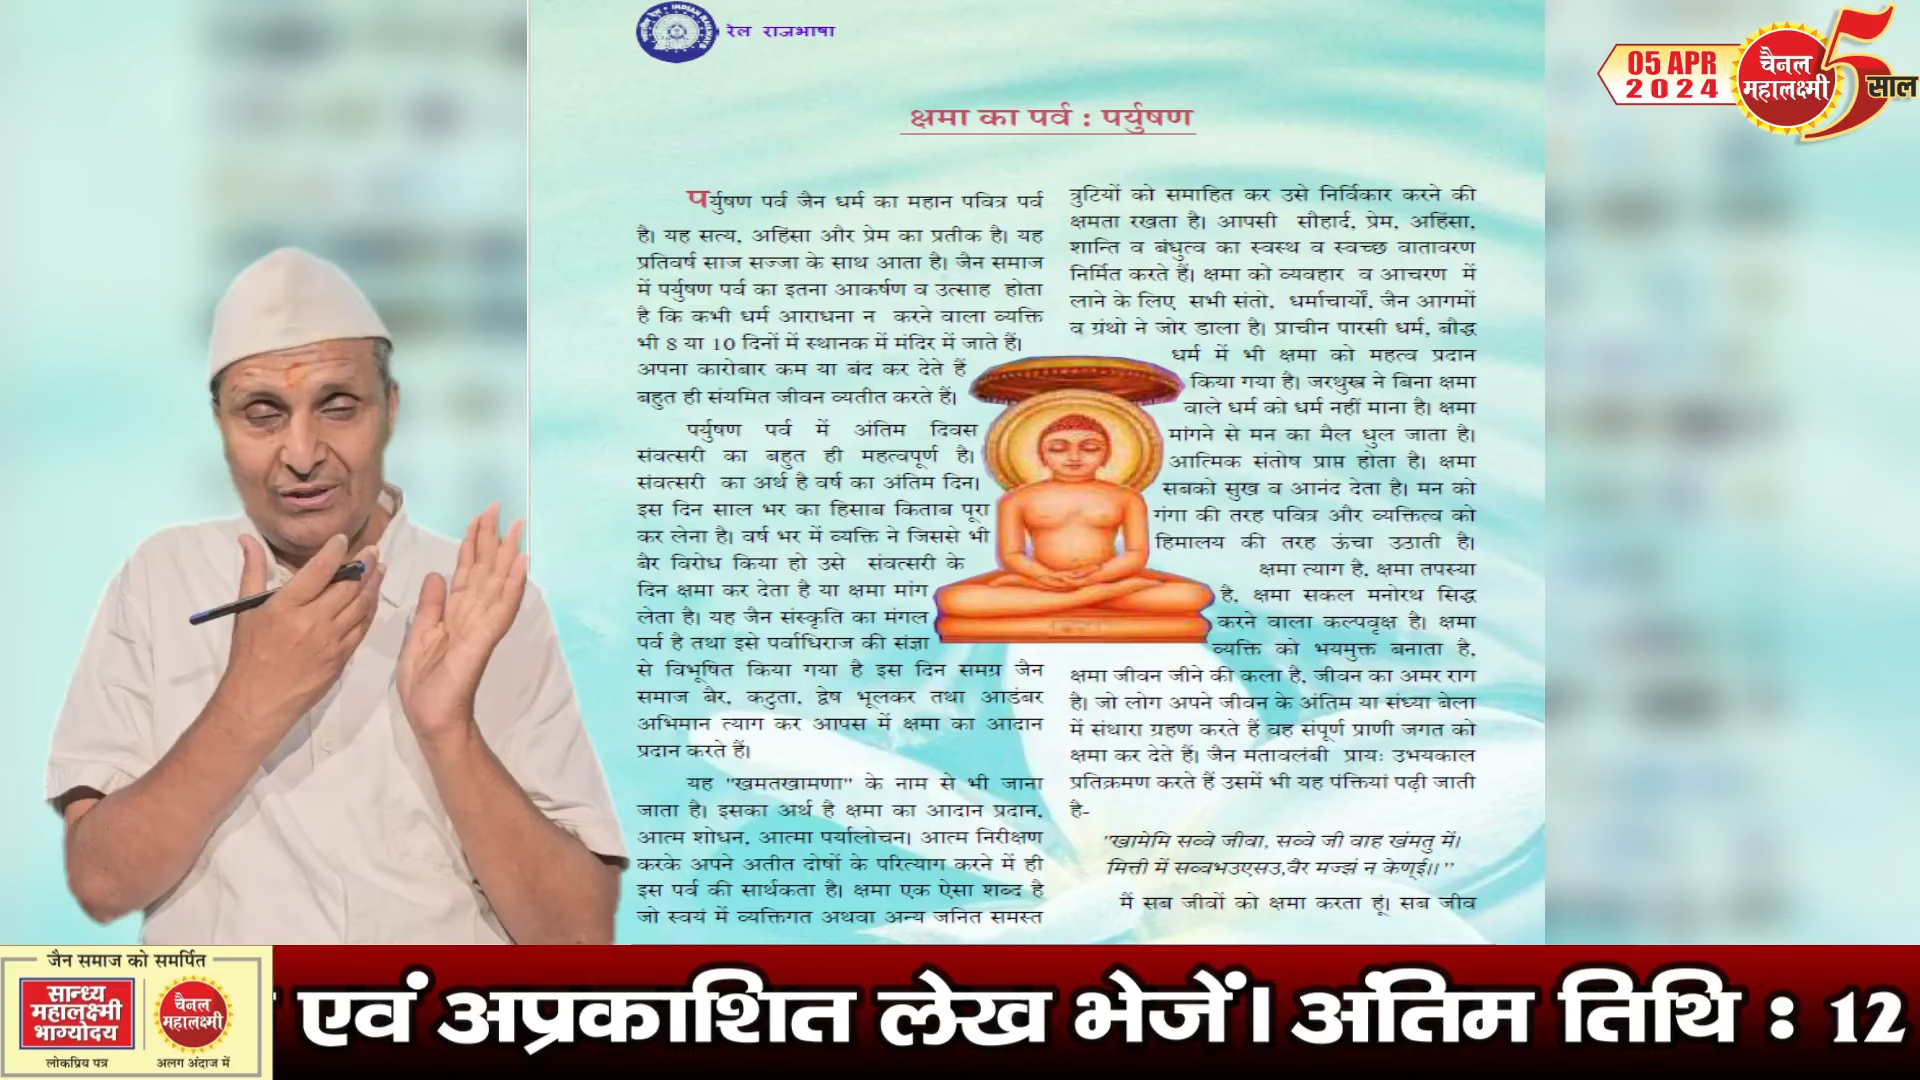 INDIAN RAILWAYS
रेल राजभाषा
क्षमा का पर्व : पर्युषण
पर्युषण पर्व जैन धर्म का महान पवित्र पर्व
है। यह सत्य, अहिंसा और प्रेम का प्रतीक है। यह
प्रतिवर्ष साज सज्जा के साथ आता है। जैन समाज
में पर्युषण पर्व का इतना आकर्षण व उत्साह होता
है कि कभी धर्म आराधना न करने वाला व्यक्ति
भी 8 या 10 दिनों में स्थानक में मंदिर में जाते हैं।
अपना कारोबार कम या बंद कर देते हैं
बहुत ही संयमित जीवन व्यतीत करते हैं।
पर्युषण पर्व में अंतिम दिवस
संवत्सरी का बहुत ही महत्वपूर्ण है।
संवत्सरी का अर्थ है वर्ष का अंतिम दिन।
इस दिन साल भर का हिसाब किताब पूरा
कर लेना है। वर्ष भर में व्यक्ति ने जिससे भी
बैर विरोध किया हो उसे संवत्सरी के
दिन क्षमा कर देता है या क्षमा मांग
लेता है। यह जैन संस्कृति का मंगल
पर्व है तथा इसे पर्वाधिराज की संज्ञा
से विभूषित किया गया है इस दिन समग्र जैन
समाज बैर, कटुता, द्वेष भूलकर तथा आडंबर
अभिमान त्याग कर आपस में क्षमा का आदान
प्रदान करते हैं।
यह "खमतखामणा" के नाम से भी जाना
जाता है। इसका अर्थ है क्षमा का आदान प्रदान,
आत्म शोधन, आत्मा पर्यालोचन। आत्म निरीक्षण
करके अपने अतीत दोषों के परित्याग करने में ही
इस पर्व की सार्थकता है। क्षमा एक ऐसा शब्द है
जो स्वयं में व्यक्तिगत अथवा अन्य जनित समस्त
त्रुटियों को समाहित कर उसे निर्विकार करने की
क्षमता रखता है। आपसी सौहार्द, प्रेम, अहिंसा,
शान्ति व बंधुत्व का स्वस्थ व स्वच्छ वातावरण
निर्मित करते हैं। क्षमा को व्यवहार व आचरण में
लाने के लिए सभी संतो, धर्माचार्यों, जैन आगमों
व ग्रंथो ने जोर डाला है। प्राचीन पारसी धर्म, बौद्ध
धर्म में भी क्षमा को महत्व प्रदान
किया गया है। जरथुस्त्र ने बिना क्षमा
वाले धर्म को धर्म नहीं माना है। क्षमा
मांगने से मन का मैल धुल जाता है।
आत्मिक संतोष प्राप्त होता है। क्षमा
सबको सुख व आनंद देता है। मन को
गंगा की तरह पवित्र और व्यक्तित्व को
हिमालय की तरह ऊंचा उठाती है।
क्षमा त्याग है, क्षमा तपस्या
है, क्षमा सकल मनोरथ सिद्ध
करने वाला कल्पवृक्ष है। क्षमा
व्यक्ति को भयमुक्त बनाता है,
क्षमा जीवन जीने की कला है, जीवन का अमर राग
है। जो लोग अपने जीवन के अंतिम या संध्या बेला
में संथारा ग्रहण करते हैं वह संपूर्ण प्राणी जगत को
क्षमा कर देते हैं। जैन मतावलंबी प्रायः उभयकाल
प्रतिक्रमण करते हैं उसमें भी यह पंक्तियां पढ़ी जाती
है-
"खामेमि सव्वे जीवा, सव्वे जी वाह खंमतु में।
मित्ती में सव्वभउएसउ,वैर मज्झं न केणई।।’’
मैं सब जीवों को क्षमा करता हूं। सब जीव
05 APR
2024
चैनल
महालक्ष्मी
5
साल
जैन समाज को समर्पित
सान्ध्य
महालक्ष्मी
भाग्योदय
लोकप्रिय पत्र
चैनल
महालक्ष्मी
अलग अंदाज में
एवं अप्रकाशित लेख भेजें। अंतिम तिथि : 12